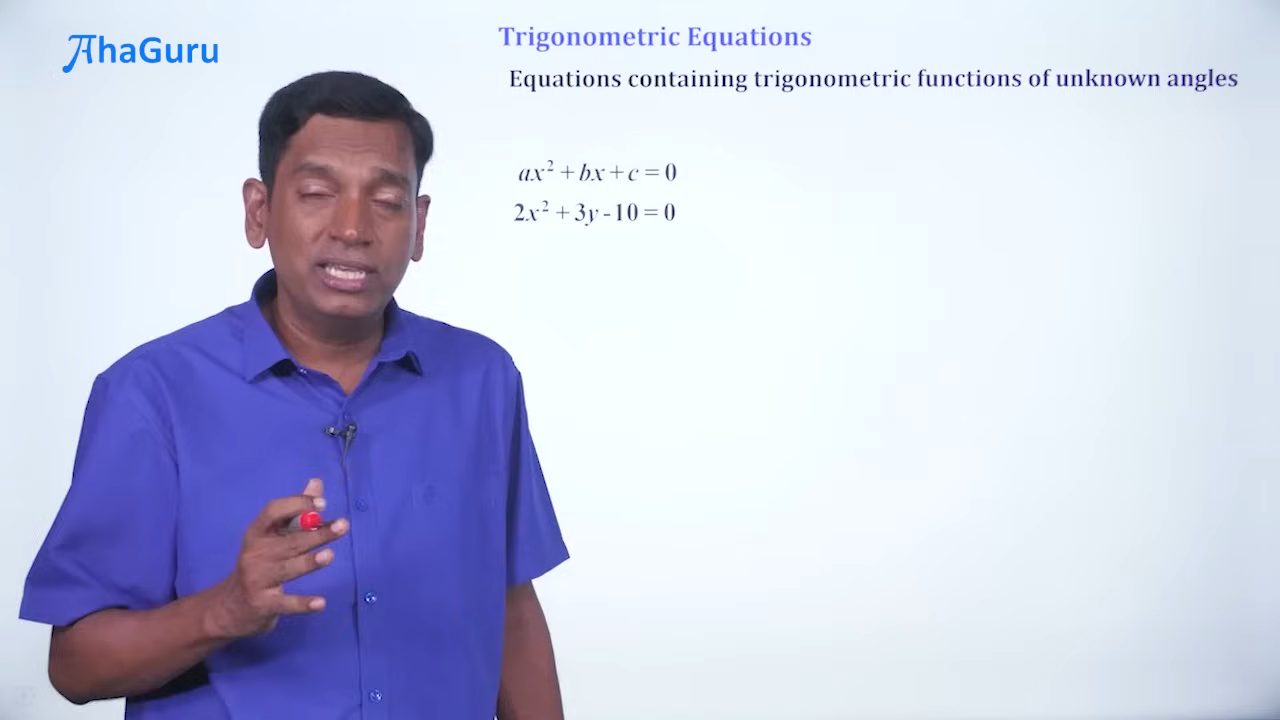 AhaGuru
Trigonometric Equations
Equations containing trigonometric functions of unknown angles
ax² + bx + c = 0
2x² + 3y - 10 = 0